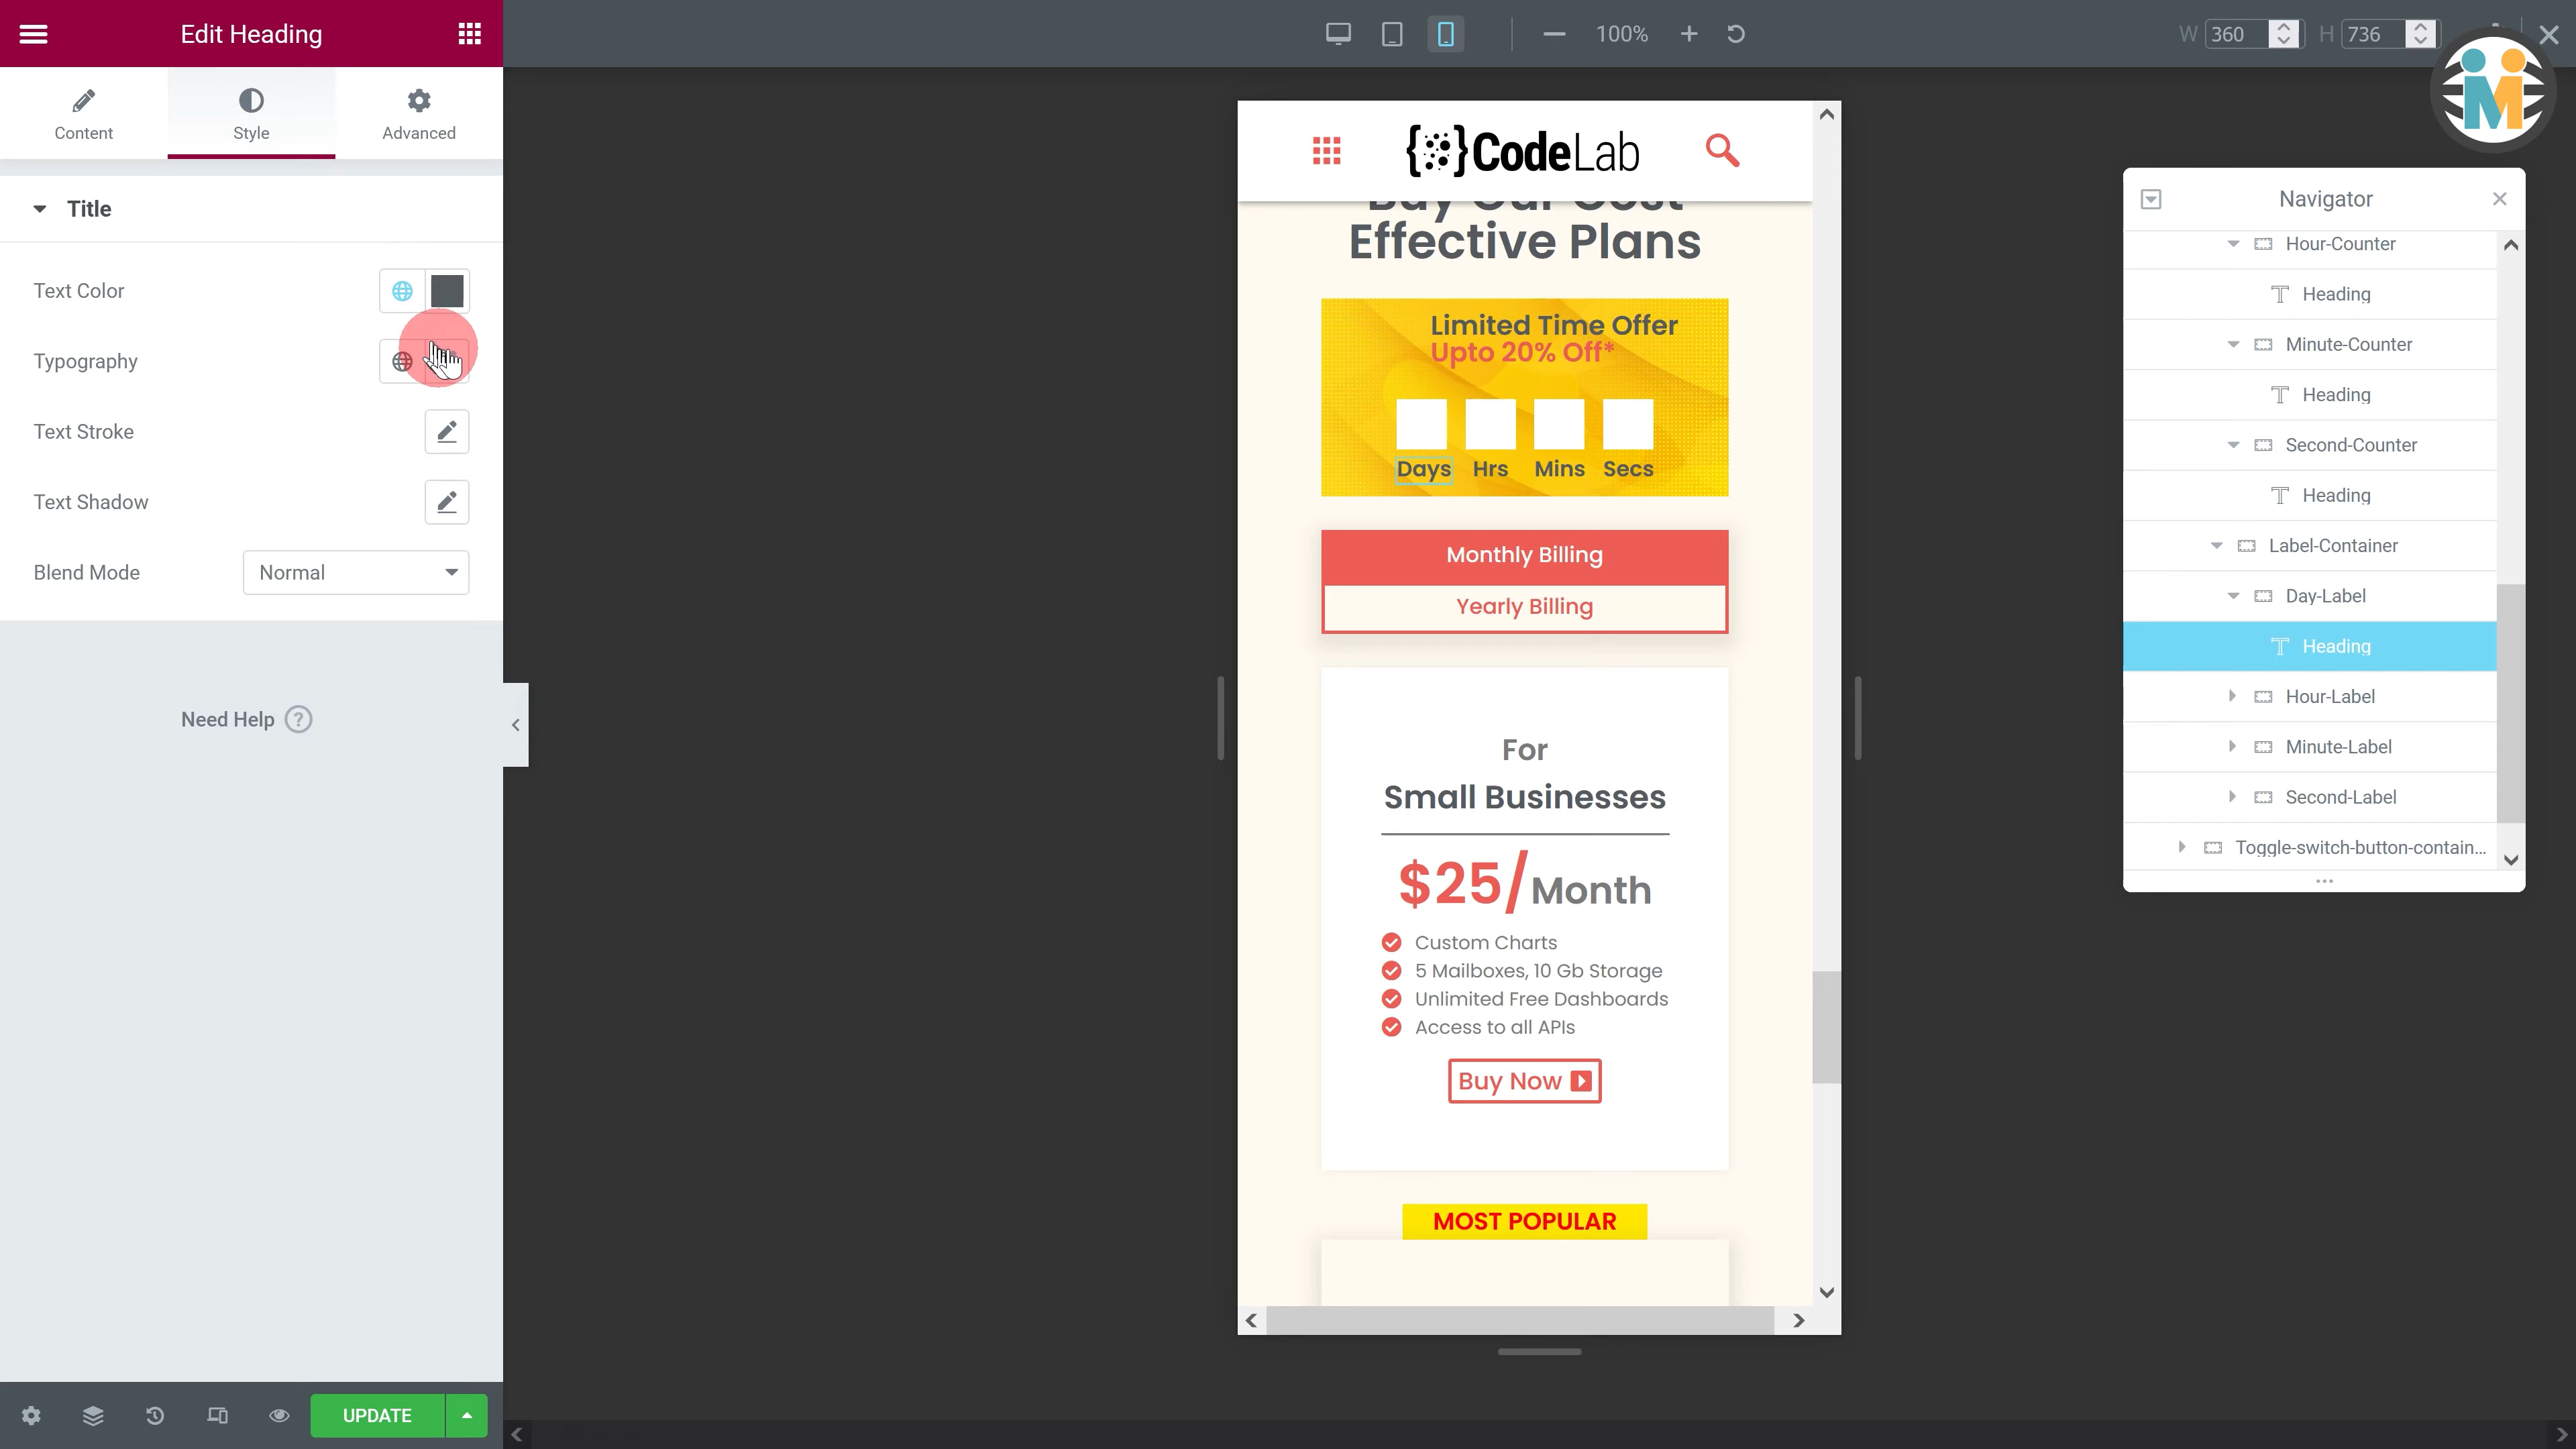 Edit Heading
100%
W 360
H 736
Content
Style
Advanced
Title
Text Color
Typography
Text Stroke
Text Shadow
Blend Mode
Normal
Need Help ?
UPDATE
{ }CodeLab
Buy Our Cost
Effective Plans
Limited Time Offer
Upto 20% Off*
Days Hrs Mins Secs
Monthly Billing
Yearly Billing
For
Small Businesses
$25/Month
Custom Charts
5 Mailboxes, 10 Gb Storage
Unlimited Free Dashboards
Access to all APIs
Buy Now
MOST POPULAR
M
Navigator
Hour-Counter
Heading
Minute-Counter
Heading
Second-Counter
Heading
Label-Container
Day-Label
Heading
Hour-Label
Minute-Label
Second-Label
Toggle-switch-button-contain...